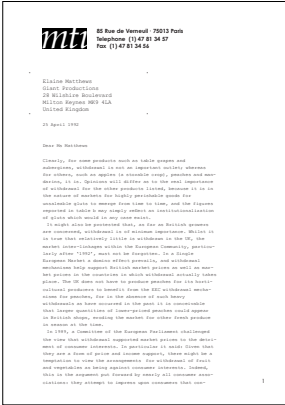 mti
85 Rue de Verneuil · 75013 Paris
Telephone (1) 47 81 34 57
Fax (1) 47 81 34 56
Elaine Matthews
Giant Productions
28 Wilshire Boulevard
Milton Keynes MK9 4LA
United Kingdom
25 April 1992
Dear Ms Matthews
Clearly, for some products such as table grapes and
aubergines, withdrawal is not an important outlet; whereas
for others, such as apples (a storable crop), peaches and man-
darins, it is. Opinions will differ as to the real importance
of withdrawal for the other products listed, because it is in
the nature of markets for highly perishable goods for
unsaleable glots to emerge from time to time, and the figures
reported in table b may simply reflect an institutionalization
of glots which would in any case exist.
It might also be protested that, so far as British growers
are concerned, withdrawal is of minimum importance. Whilst it
is true that relatively little is withdrawn in the UK, the
market inter-linkages within the European Community, particu-
larly after '1992', must not be forgotten. In a Single
European Market a domino effect prevails, and withdrawal
mechanisms help support British market prices as well as mar-
ket prices in the countries in which withdrawal actually takes
place. The UK does not have to produce peaches for its horti-
cultural producers to benefit from the EEC withdrawal mecha-
nisms for peaches, for in the absence of such heavy
withdrawals as have occurred in the past it is conceivable
that larger quantities of lower-priced peaches could appear
in British shops, eroding the market for other fresh produce
in season at the time.
In 1989, a Committee of the European Parliament challenged
the view that withdrawal supported market prices to the detri-
ment of consumer interests. In particular it said: Given that
they are a form of price and income support, there might be a
temptation to view the arrangements for withdrawal of fruit
and vegetables as being against consumer interests. Indeed,
this is the argument put forward by nearly all consumer asso-
ciations: they attempt to impress upon consumers that con-